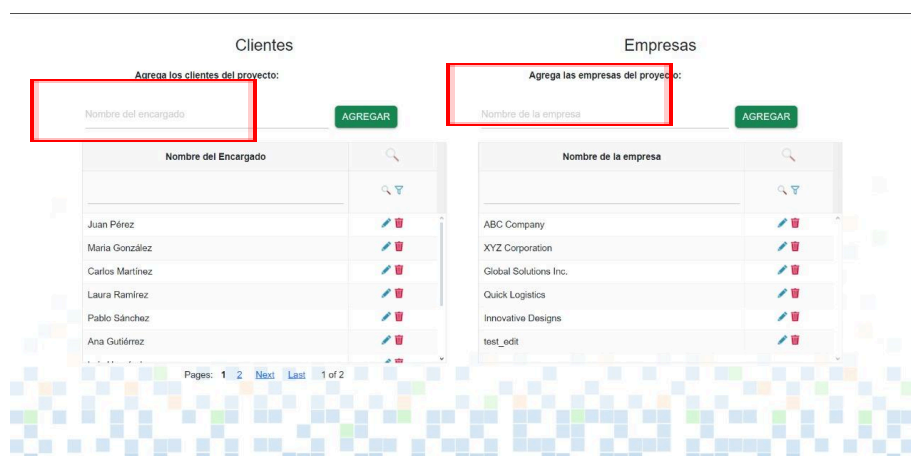 Clientes
Agrega los clientes del proyecto:
Nombre del encargado
AGREGAR
Nombre del Encargado
Juan Pérez
Maria González
Carlos Martinez
Laura Ramírez
Pablo Sánchez
Ana Gutiérrez
Pages: 1 2 Next Last 1 of 2
Empresas
Agrega las empresas del proyecto:
Nombre de la empresa
AGREGAR
Nombre de la empresa
ABC Company
XYZ Corporation
Global Solutions Inc.
Quick Logistics
Innovative Designs
test_edit